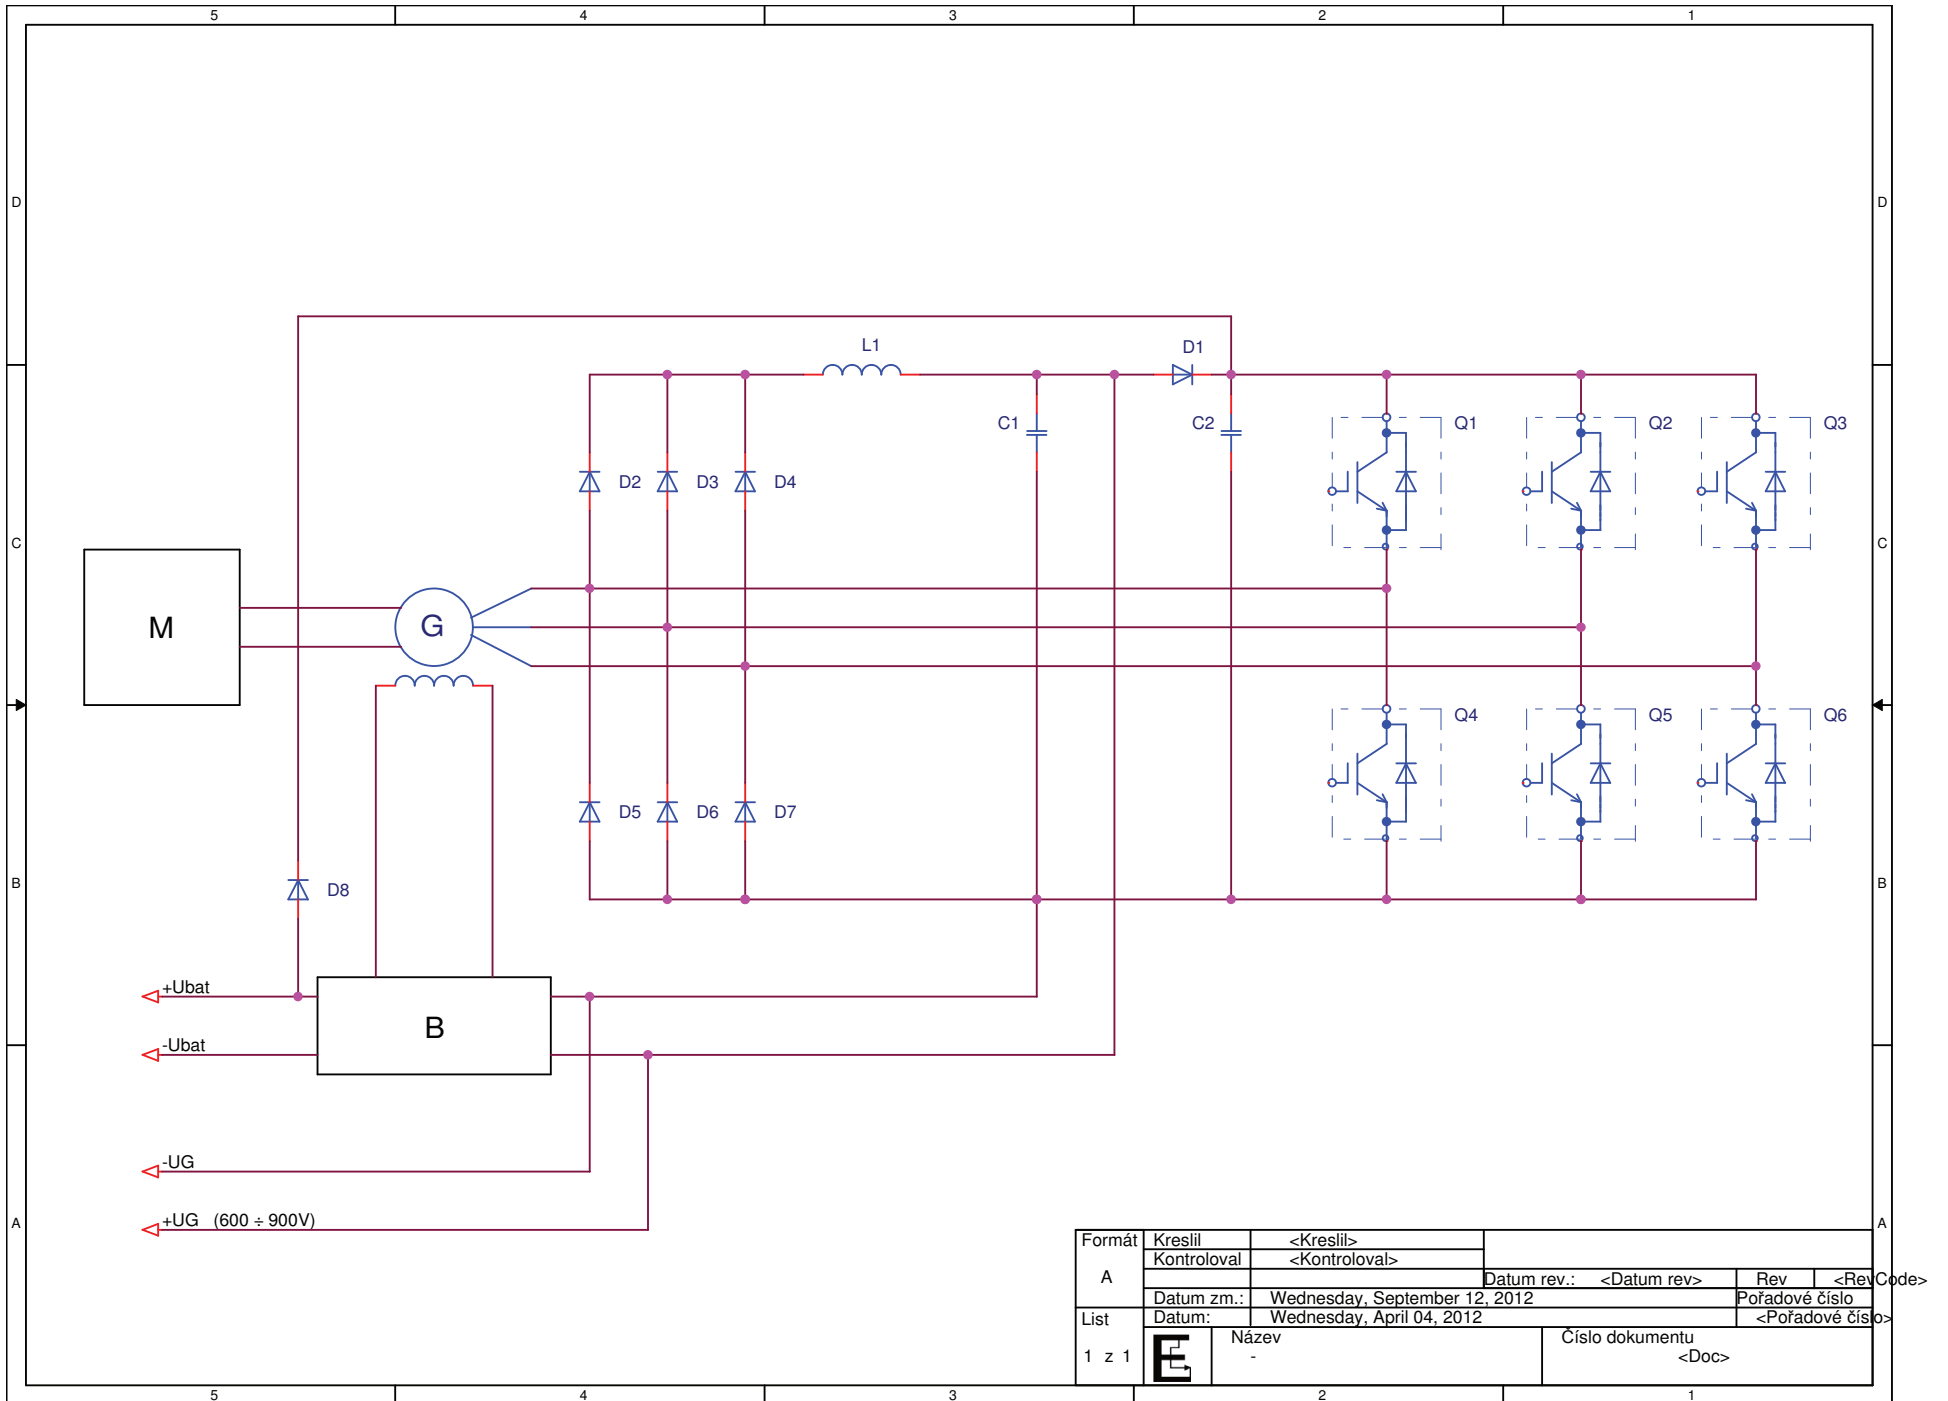 5 4 3 2 1
D D
L1
D1
C1 C2 Q1 Q2 Q3
D2 D3 D4
C C
M G
Q4 Q5 Q6
D5 D6 D7
B D8 B
+Ubat
B
-Ubat
-UG
A +UG (600 ÷ 900V) A
Formát Kreslil <Kreslil>
Kontroloval <Kontroloval>
A Datum rev.: <Datum rev> Rev <RevCode>
Datum zm.: Wednesday, September 12, 2012 Pořadové číslo
List Datum: Wednesday, April 04, 2012 <Pořadové číslo>
Název Číslo dokumentu
1 z 1 E - <Doc>
5 4 3 2 1